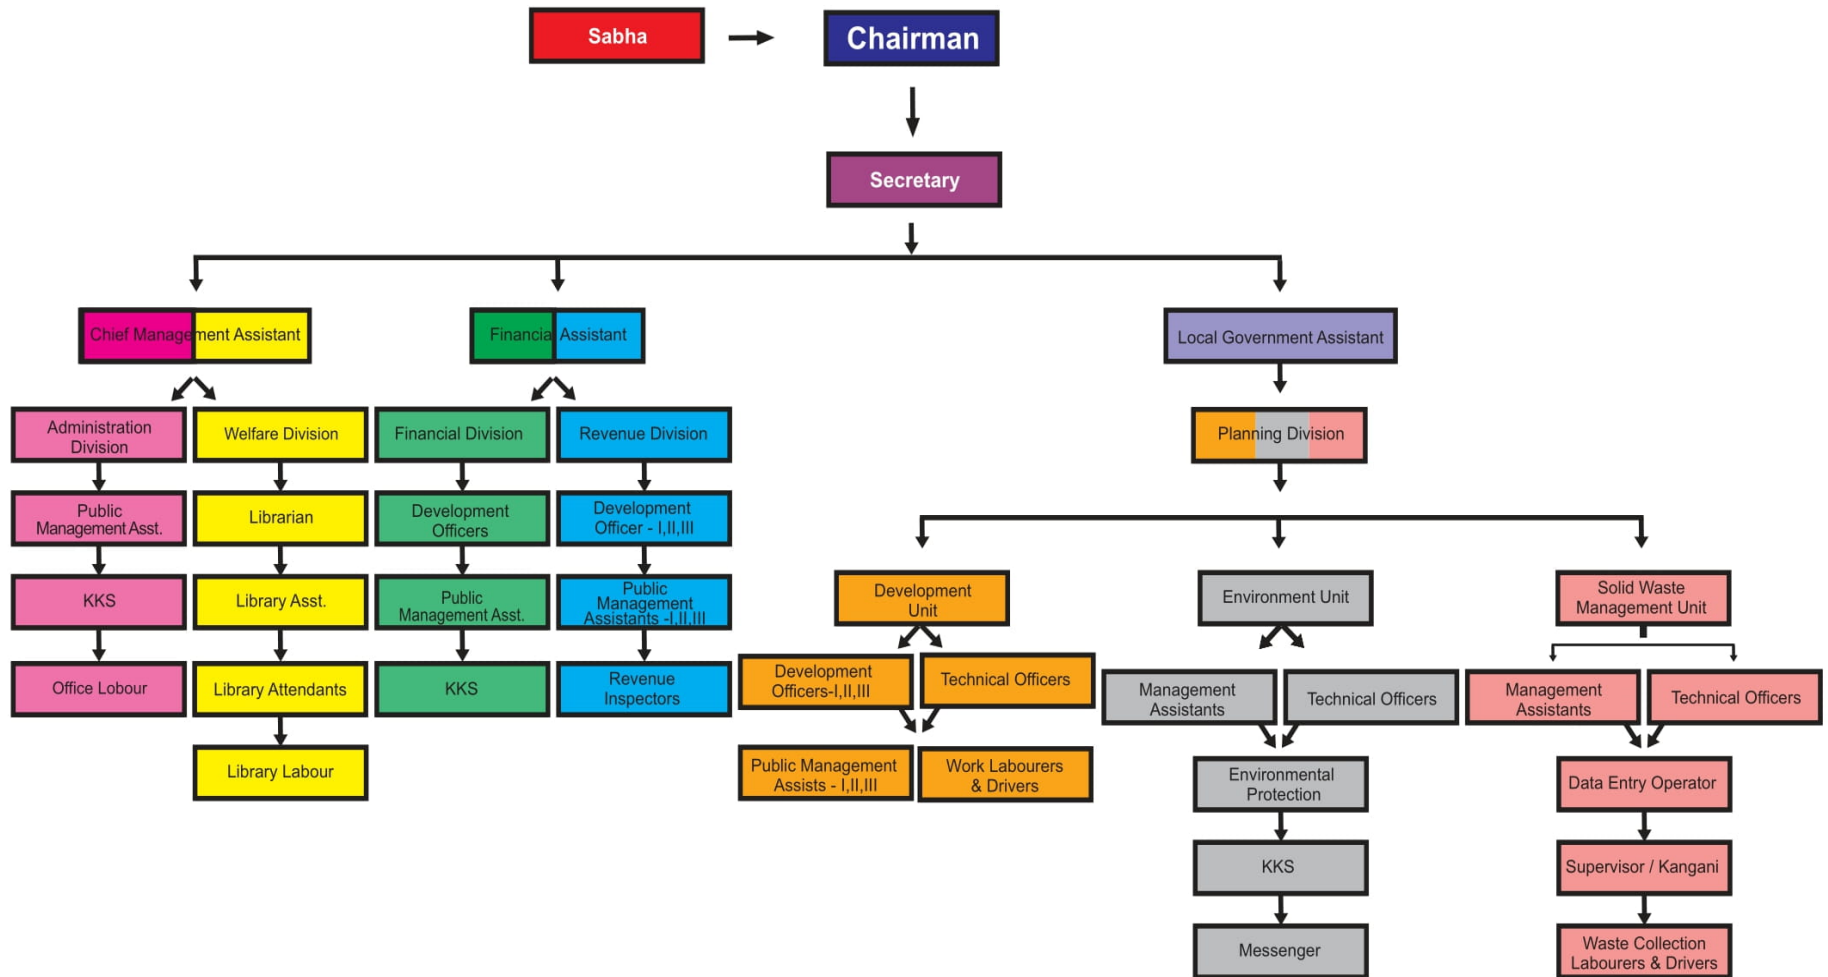 Sabha
Chairman
Secretary
Chief Management Assistant
Financial Assistant
Local Government Assistant
Administration
Division
Welfare Division
Financial Division
Revenue Division
Planning Division
Public
Management Asst.
Librarian
Development
Officers
Development
Officer - I,II,III
KKS
Library Asst.
Public
Management Asst.
Public
Management
Assistants -I,II,III
Development
Unit
Environment Unit
Solid Waste
Management Unit
Office Lobour
Library Attendants
KKS
Revenue
Inspectors
Development
Officers-I,II,III
Technical Officers
Management
Assistants
Technical Officers
Management
Assistants
Technical Officers
Library Labour
Public Management
Assists - I,II,III
Work Labourers
& Drivers
Environmental
Protection
Data Entry Operator
KKS
Supervisor / Kangani
Messenger
Waste Collection
Labourers & Drivers